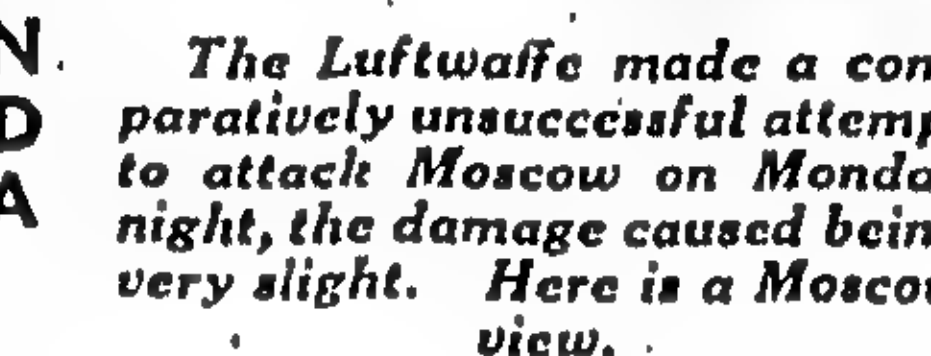 N
D
A
The Luftwaffe made a com
paratively unsuccessful attemp
to attack Moscow on Monda
night, the damage caused bein
very slight. Here is a Moscow
view.